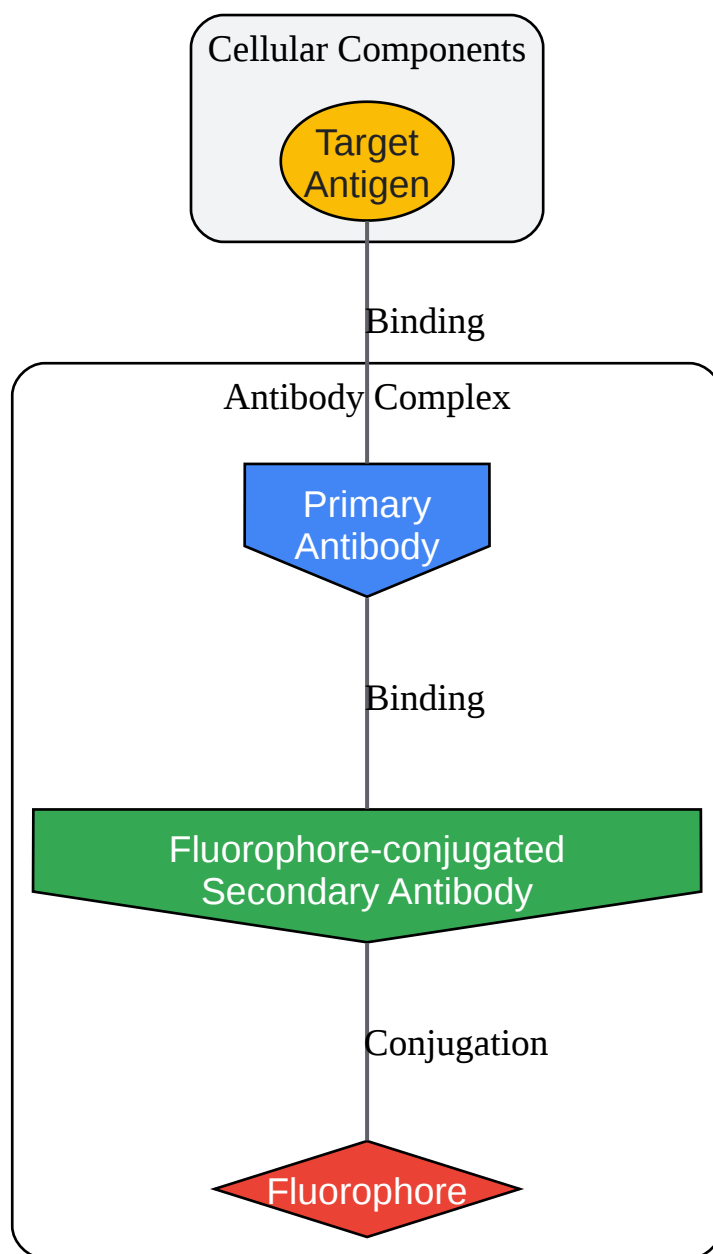 Cellular Components
Target
Antigen
Binding
Antibody Complex
Primary
Antibody
Binding
Fluorophore-conjugated
Secondary Antibody
Conjugation
Fluorophore